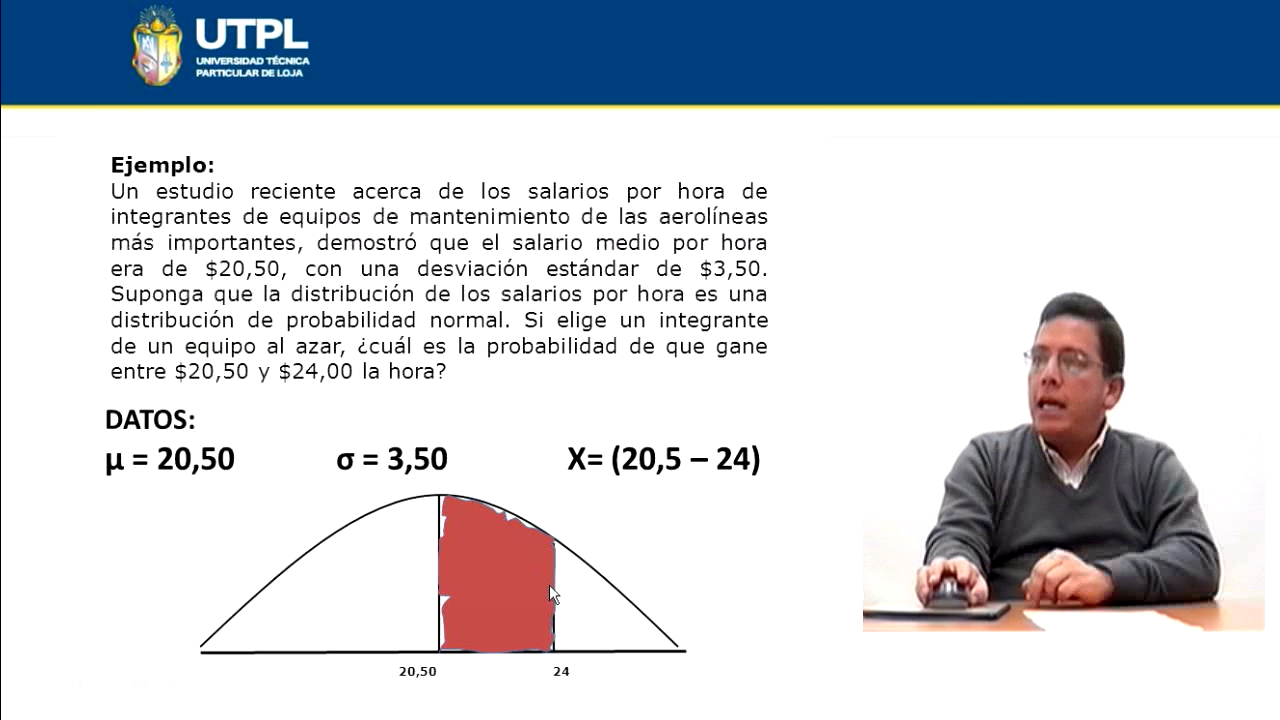 UTPL
UNIVERSIDAD TÉCNICA
PARTICULAR DE LOJA
Ejemplo:
Un estudio reciente acerca de los salarios por hora de
integrantes de equipos de mantenimiento de las aerolíneas
más importantes, demostró que el salario medio por hora
era de $20,50, con una desviación estándar de $3,50.
Suponga que la distribución de los salarios por hora es una
distribución de probabilidad normal. Si elige un integrante
de un equipo al azar, ¿cuál es la probabilidad de que gane
entre $20,50 y $24,00 la hora?
DATOS:
μ = 20,50 σ = 3,50 X= (20,5 – 24)
20,50 24